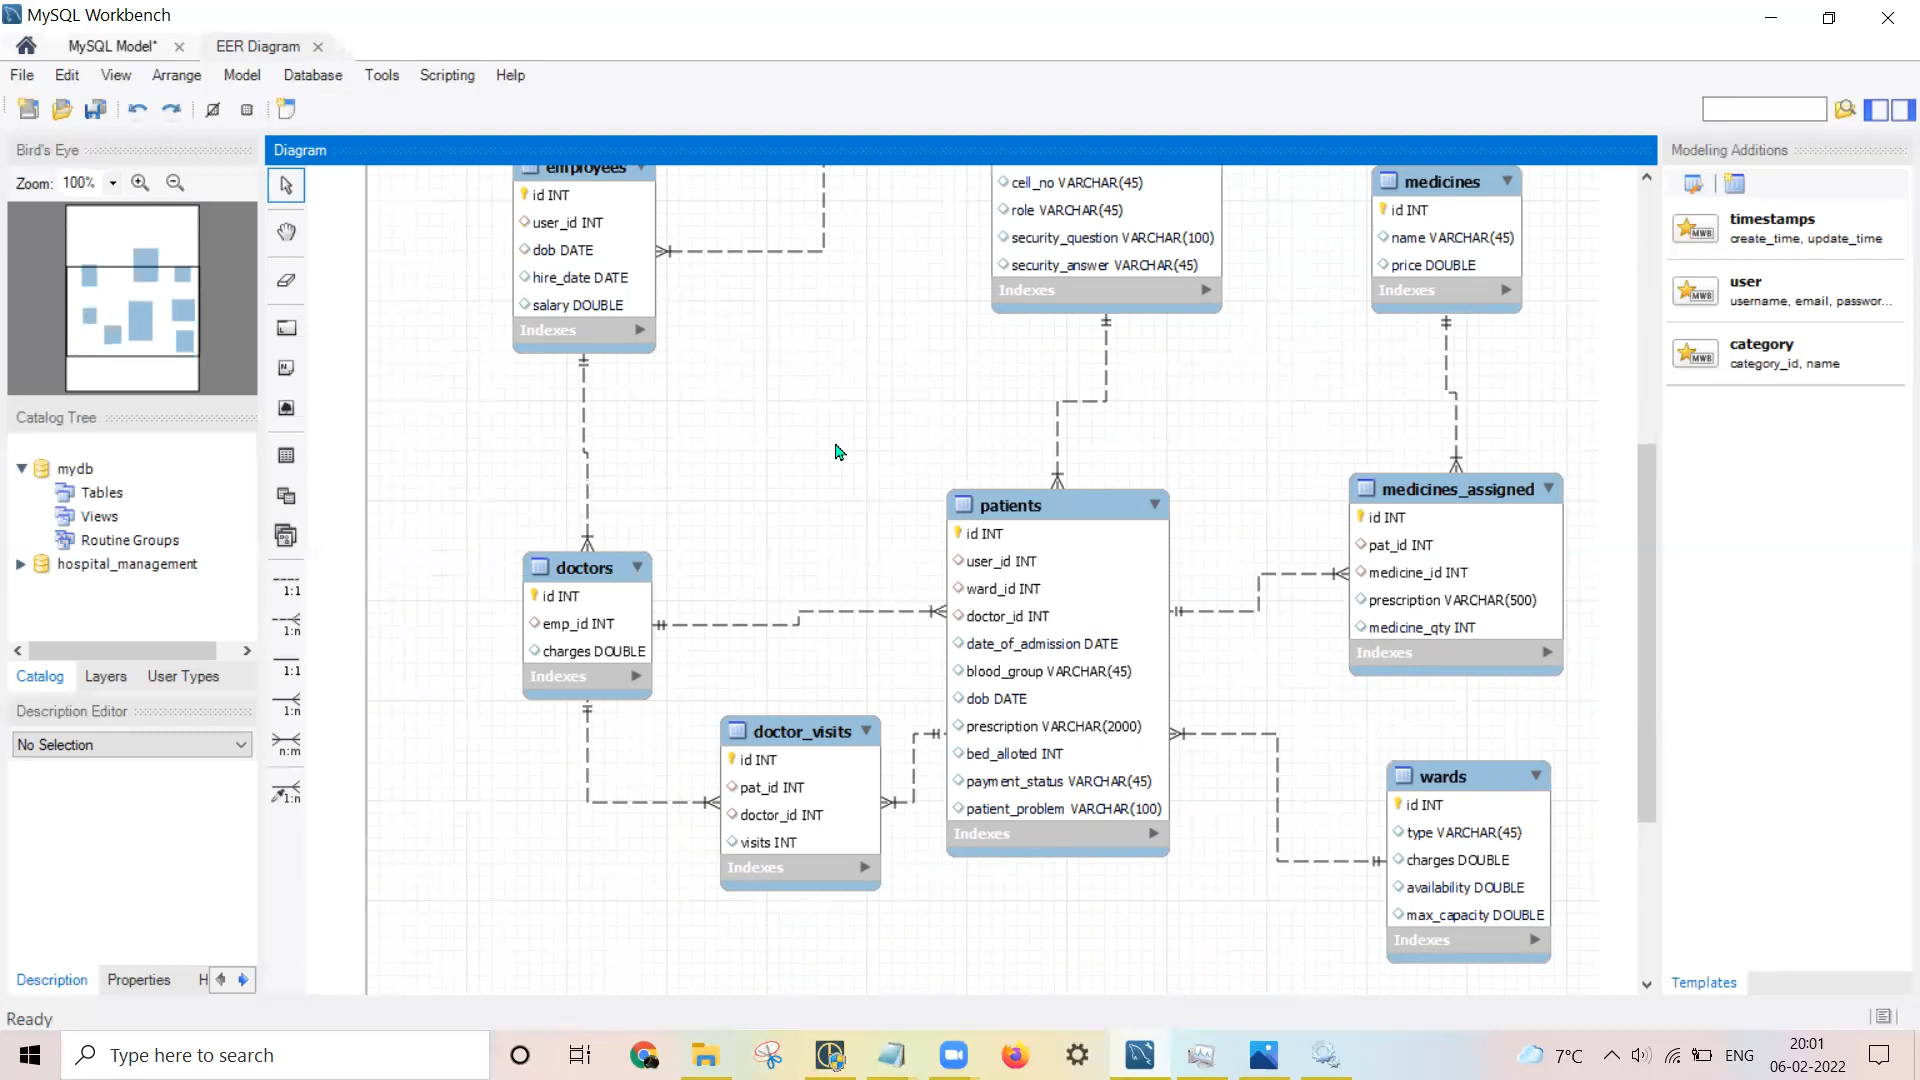 MySQL Workbench
MySQL Model*
EER Diagram
File Edit View Arrange Model Database Tools Scripting Help
Bird's Eye
Zoom: 100%
Catalog Tree
mydb
Tables
Views
Routine Groups
hospital_management
Catalog Layers User Types
Description Editor
No Selection
Description Properties H
Ready
1:1
1:n
1:1
1:n
n:m
1:n
Diagram
employees
id INT
user_id INT
dob DATE
hire_date DATE
salary DOUBLE
Indexes
cell_no VARCHAR(45)
role VARCHAR(45)
security_question VARCHAR(100)
security_answer VARCHAR(45)
Indexes
medicines
id INT
name VARCHAR(45)
price DOUBLE
Indexes
doctors
id INT
emp_id INT
charges DOUBLE
Indexes
doctor_visits
id INT
pat_id INT
doctor_id INT
visits INT
Indexes
patients
id INT
user_id INT
ward_id INT
doctor_id INT
date_of_admission DATE
blood_group VARCHAR(45)
dob DATE
prescription VARCHAR(2000)
bed_alloted INT
payment_status VARCHAR(45)
patient_problem VARCHAR(100)
Indexes
medicines_assigned
id INT
pat_id INT
medicine_id INT
prescription VARCHAR(500)
medicine_qty INT
Indexes
wards
id INT
type VARCHAR(45)
charges DOUBLE
availability DOUBLE
max_capacity DOUBLE
Indexes
Modeling Additions
timestamps
create_time, update_time
user
username, email, passwor...
category
category_id, name
Templates
Type here to search
7°C
ENG
20:01
06-02-2022